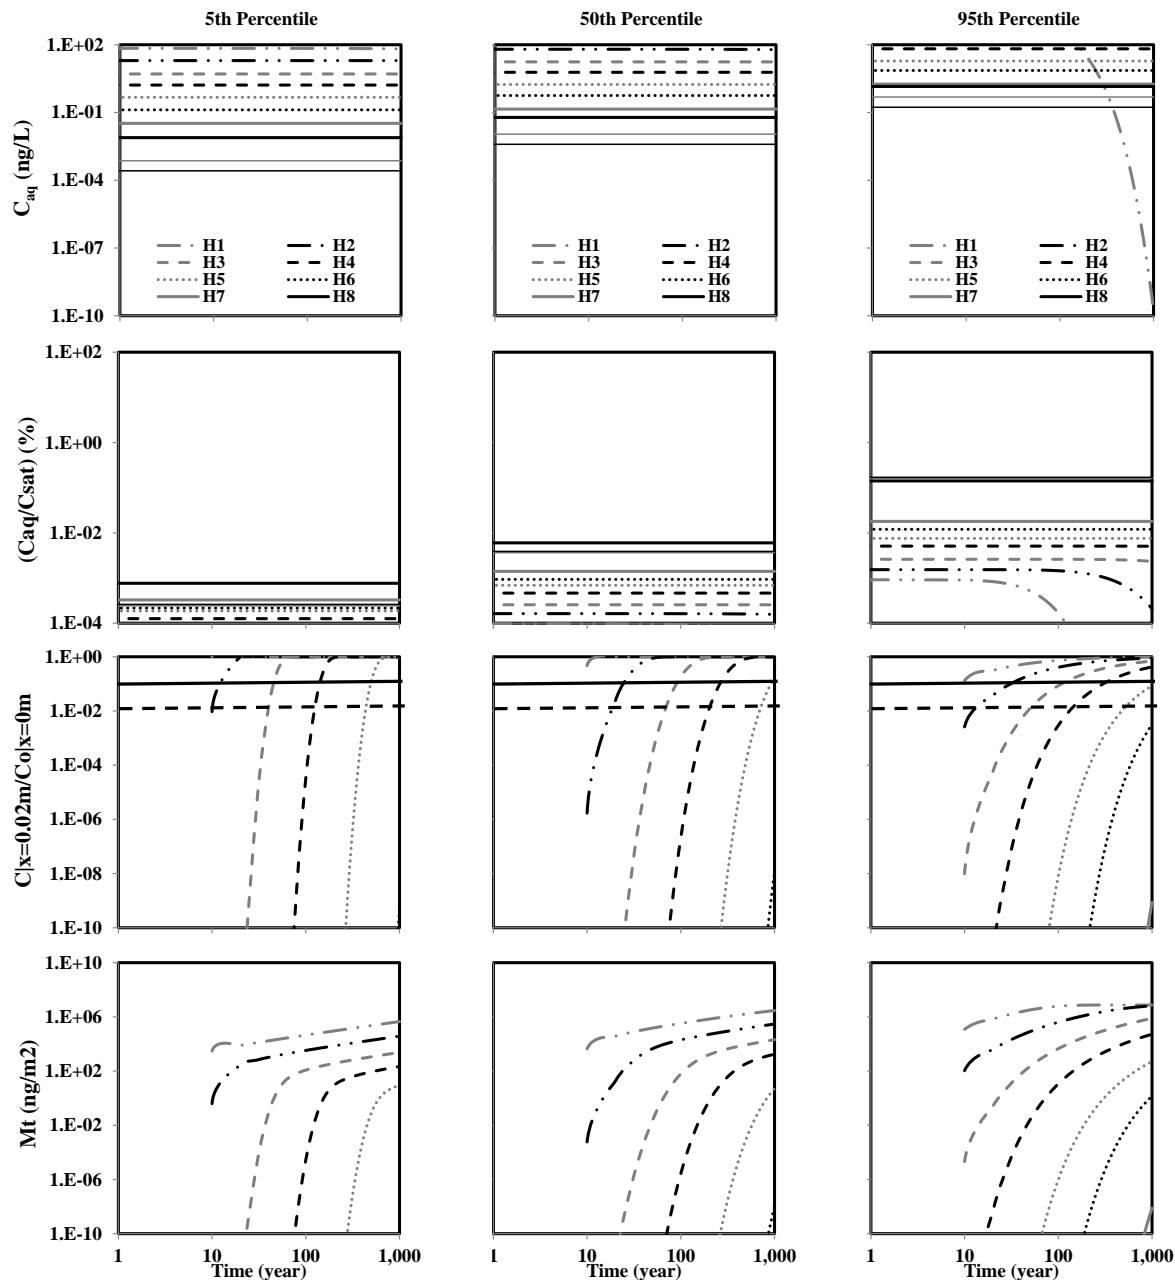 5th Percentile 50th Percentile 95th Percentile
C_aq (ng/L)
1.E+02
1.E-01
1.E-04
1.E-07
1.E-10
H1 H2
H3 H4
H5 H6
H7 H8
H1 H2
H3 H4
H5 H6
H7 H8
H1 H2
H3 H4
H5 H6
H7 H8
(Caq/Csat) (%)
1.E+02
1.E+00
1.E-02
1.E-04
C|x=0.02m/Co|x=0m
1.E+00
1.E-02
1.E-04
1.E-06
1.E-08
1.E-10
Mt (ng/m2)
1.E+10
1.E+06
1.E+02
1.E-02
1.E-06
1.E-10
1 10 100 1,000
Time (year)
1 10 100 1,000
Time (year)
1 10 100 1,000
Time (year)